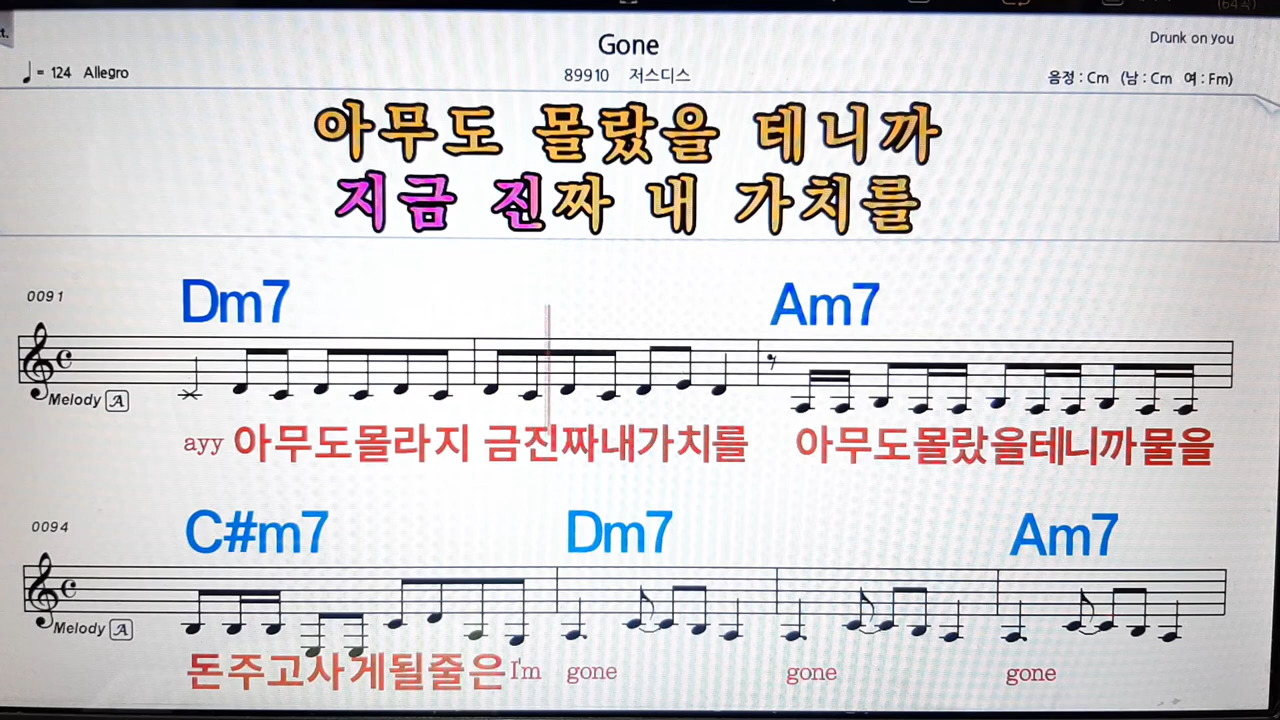 t.
Gone
Drunk on you
♩ = 124 Allegro
89910 저스디스
음정 : Cm (남 : Cm 여 : Fm)
아무도 몰랐을 테니까
지금 진짜 내 가치를
0091
Dm7 Am7
Melody A
ayy 아무도몰라지 금진짜내가치를 아무도몰랐을테니까물을
0094
C#m7 Dm7 Am7
Melody A
돈주고사게될줄은 I'm gone gone gone